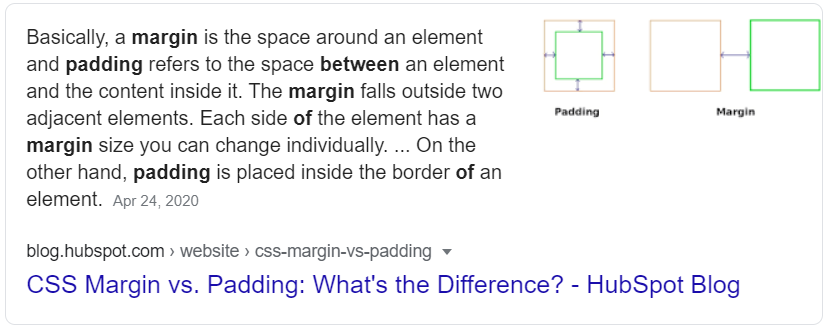 Basically, a margin is the space around an element
and padding refers to the space between an element
and the content inside it. The margin falls outside two
adjacent elements. Each side of the element has a
margin size you can change individually. ... On the
other hand, padding is placed inside the border of an
element. Apr 24, 2020
Padding
Margin
blog.hubspot.com › website › css-margin-vs-padding
CSS Margin vs. Padding: What's the Difference? - HubSpot Blog